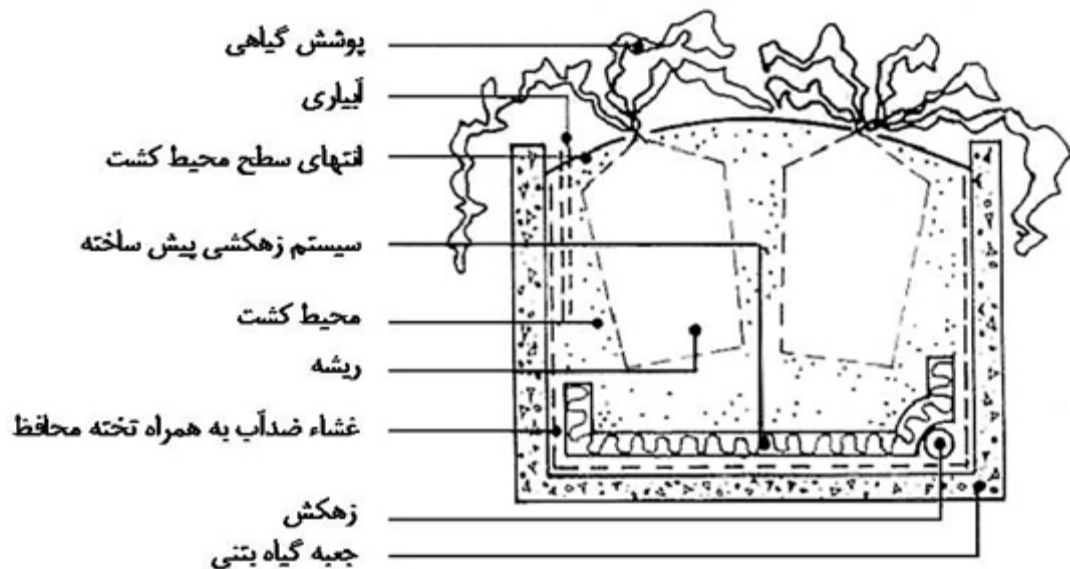 پوشش گیاهی
آبیاری
انتهای سطح محیط کشت
سیستم زهکشی پیش ساخته
محیط کشت
ریشه
غشاء ضدآب به همراه تخته محافظ
زهکش
جعبه گیاه بتنی